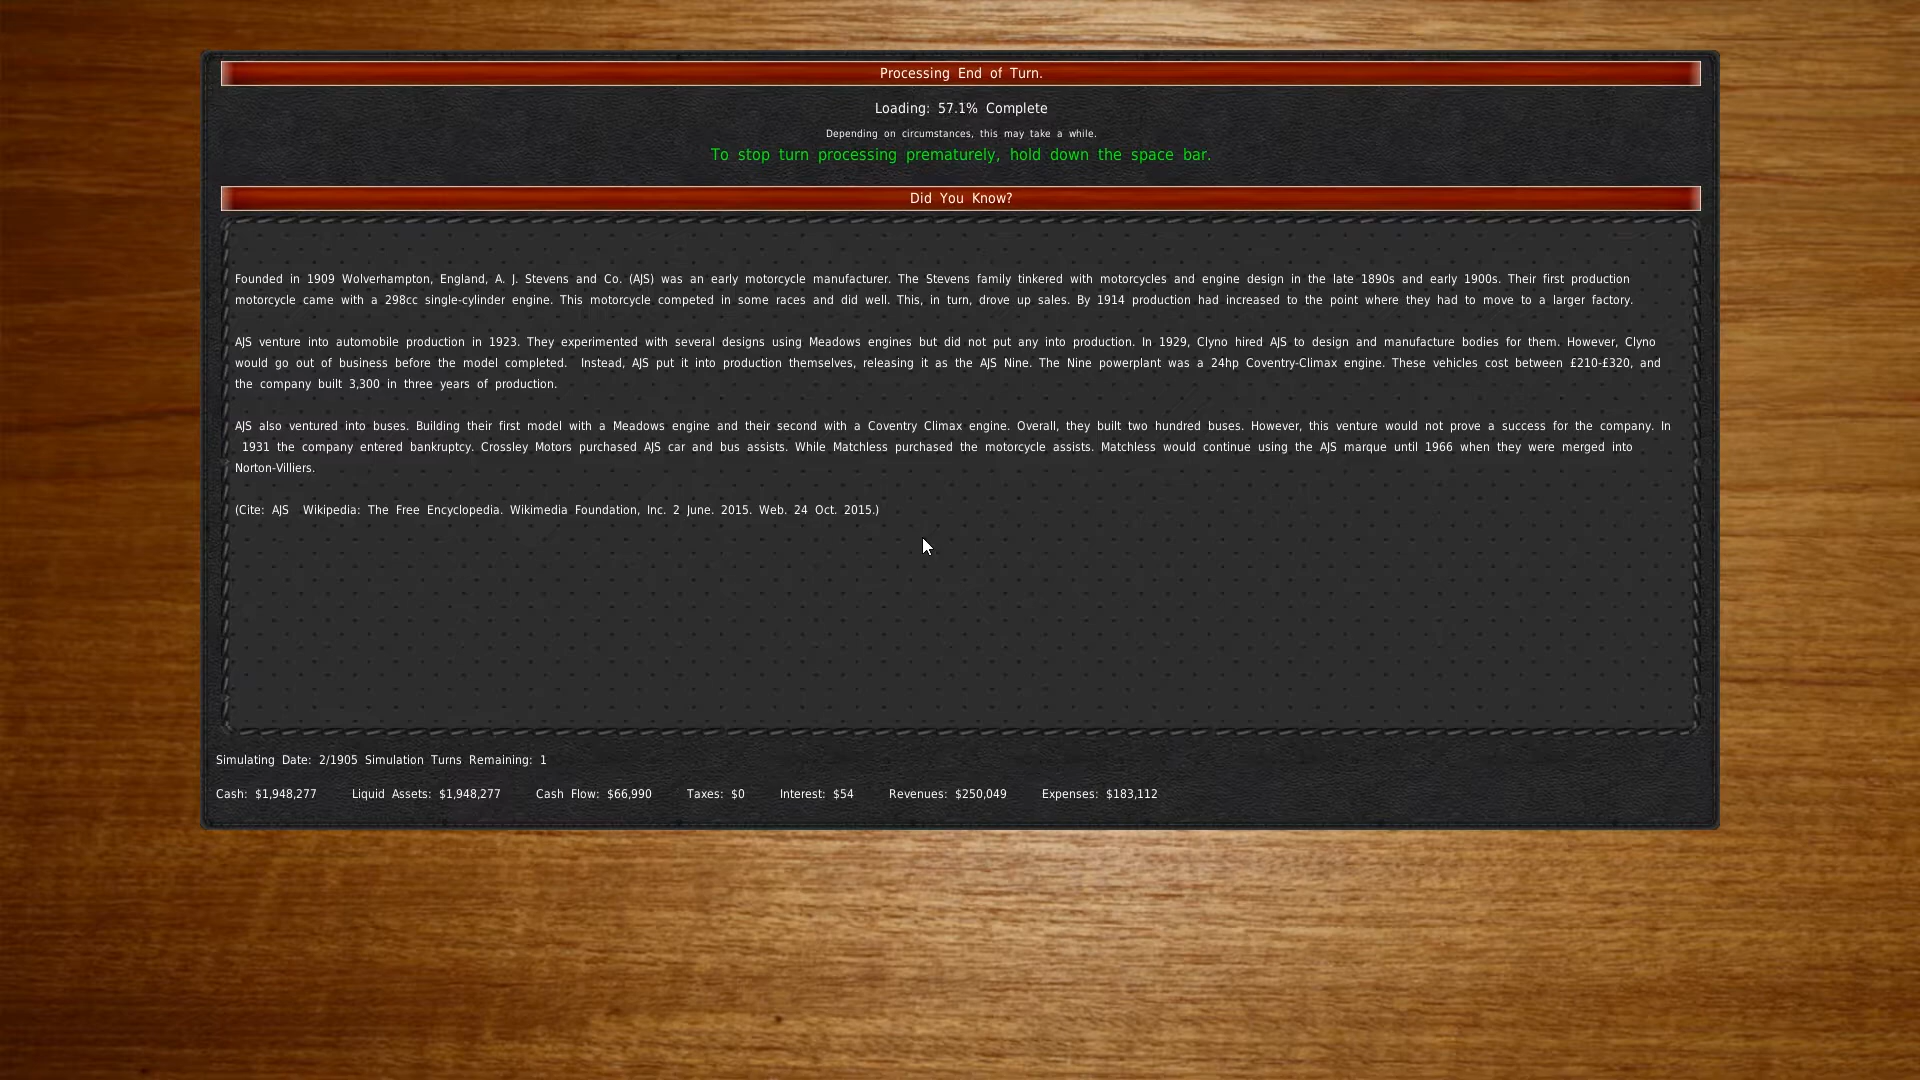 Processing End of Turn.
Loading: 57.1% Complete
Depending on circumstances, this may take a while.
To stop turn processing prematurely, hold down the space bar.
Did You Know?
Founded in 1909 Wolverhampton, England, A. J. Stevens and Co. (AJS) was an early motorcycle manufacturer. The Stevens family tinkered with motorcycles and engine design in the late 1890s and early 1900s. Their first production
motorcycle came with a 298cc single-cylinder engine. This motorcycle competed in some races and did well. This, in turn, drove up sales. By 1914 production had increased to the point where they had to move to a larger factory.
AJS venture into automobile production in 1923. They experimented with several designs using Meadows engines but did not put any into production. In 1929, Clyno hired AJS to design and manufacture bodies for them. However, Clyno
would go out of business before the model completed.  Instead, AJS put it into production themselves, releasing it as the AJS Nine. The Nine powerplant was a 24hp Coventy-Climax engine. These vehicles cost between £210-£320, and
the company built 3,300 in three years of production.
AJS also ventured into buses. Building their first model with a Meadows engine and their second with a Coventry Climax engine. Overall, they built two hundred buses. However, this venture would not prove a success for the company. In
1931 the company entered bankruptcy. Crossley Motors purchased AJS car and bus assists. While Matchless purchased the motorcycle assists. Matchless would continue using the AJS marque until 1966 when they were merged into
Norton-Villiers.
(Cite: AJS  Wikipedia: The Free Encyclopedia. Wikimedia Foundation, Inc. 2 June. 2015. Web. 24 Oct. 2015.)
Simulating Date: 2/1905 Simulation Turns Remaining: 1
Cash: $1,948,277 Liquid Assets: $1,948,277 Cash Flow: $66,990 Taxes: $0 Interest: $54 Revenues: $250,049 Expenses: $183,112